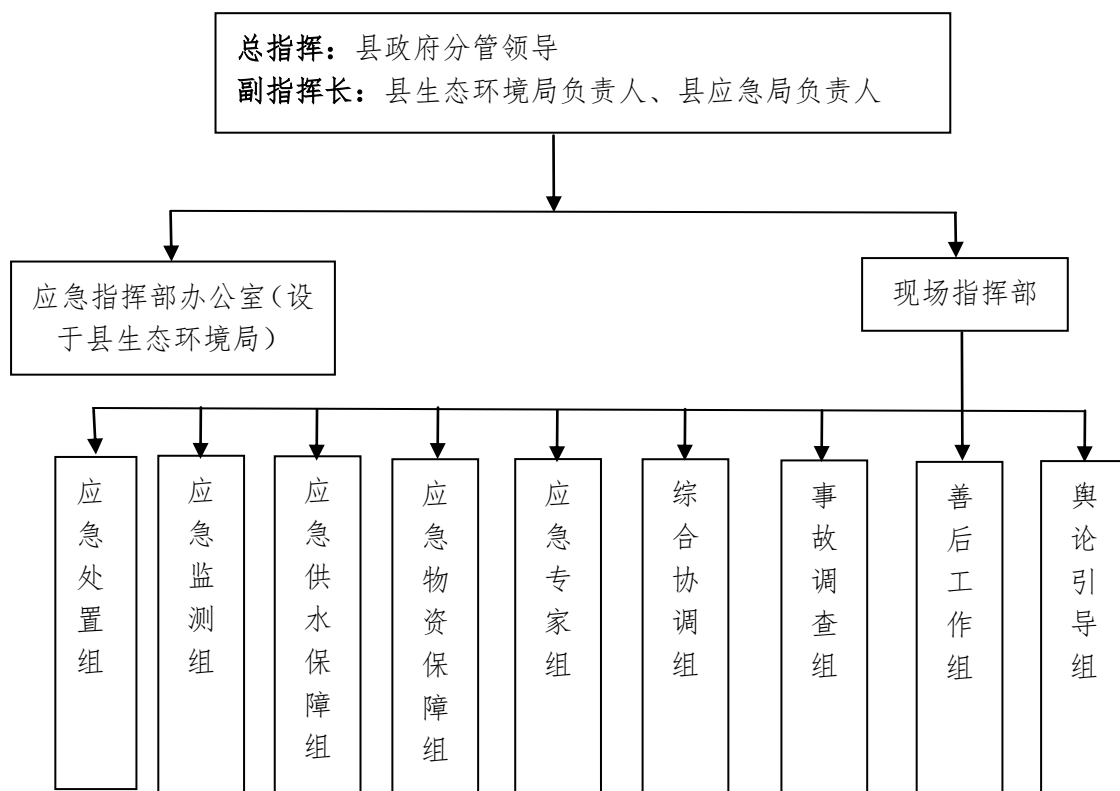 总指挥：县政府分管领导
副指挥长：县生态环境局负责人、县应急局负责人
应急指挥部办公室（设
于县生态环境局）
现场指挥部
应急处置组
应急监测组
应急供水保障组
应急物资保障组
应急专家组
综合协调组
事故调查组
善后工作组
舆论引导组